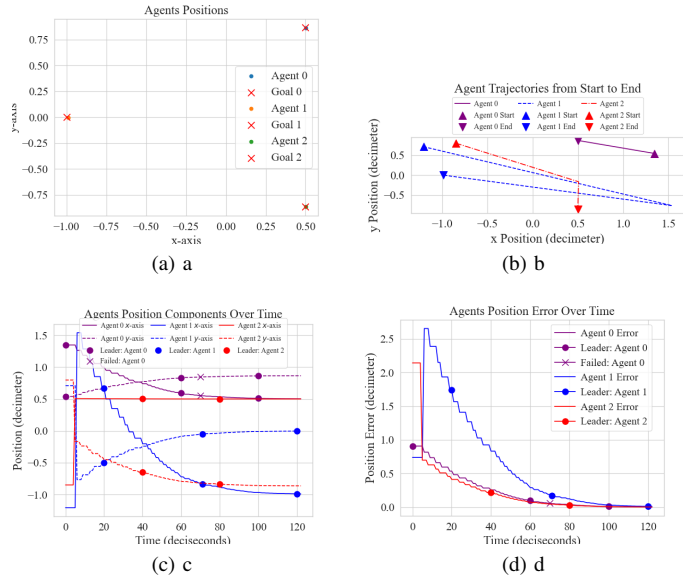 Agents Positions
0.75
0.50
0.25
0.00
−0.25
−0.50
−0.75
y-axis
Agent 0
Goal 0
Agent 1
Goal 1
Agent 2
Goal 2
−1.00 −0.75 −0.50 −0.25 0.00 0.25 0.50
x-axis
(a) a
Agent Trajectories from Start to End
Agent 0 Agent 1 Agent 2
Agent 0 Start Agent 1 Start Agent 2 Start
Agent 0 End Agent 1 End Agent 2 End
y Position (decimeter)
0.5
0.0
−0.5
−1.0 −0.5 0.0 0.5 1.0 1.5
x Position (decimeter)
(b) b
Agents Position Components Over Time
Agent 0 x-axis Agent 1 x-axis Agent 2 x-axis
Agent 0 y-axis Agent 1 y-axis Agent 2 y-axis
Leader: Agent 0 Leader: Agent 1 Leader: Agent 2
Failed: Agent 0
Position (decimeter)
1.5
1.0
0.5
0.0
−0.5
−1.0
0 20 40 60 80 100 120
Time (deciseconds)
(c) c
Agents Position Error Over Time
Agent 0 Error
Leader: Agent 0
Failed: Agent 0
Agent 1 Error
Leader: Agent 1
Agent 2 Error
Leader: Agent 2
Position Error (decimeter)
2.5
2.0
1.5
1.0
0.5
0.0
0 20 40 60 80 100 120
Time (deciseconds)
(d) d